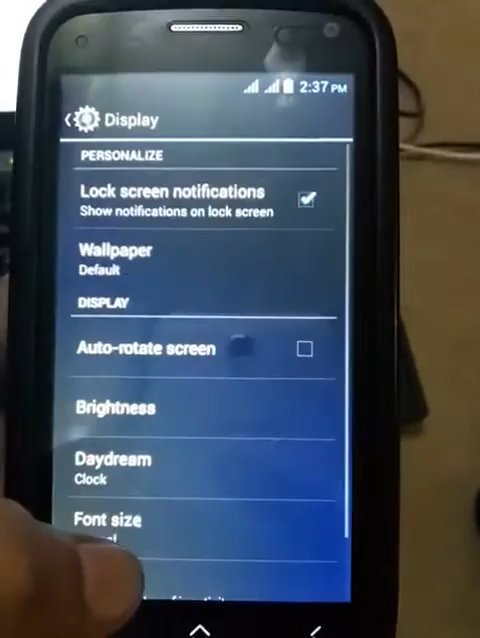 2:37 PM
Display
PERSONALIZE
Lock screen notifications
Show notifications on lock screen
Wallpaper
Default
DISPLAY
Auto-rotate screen
Brightness
Daydream
Clock
Font size